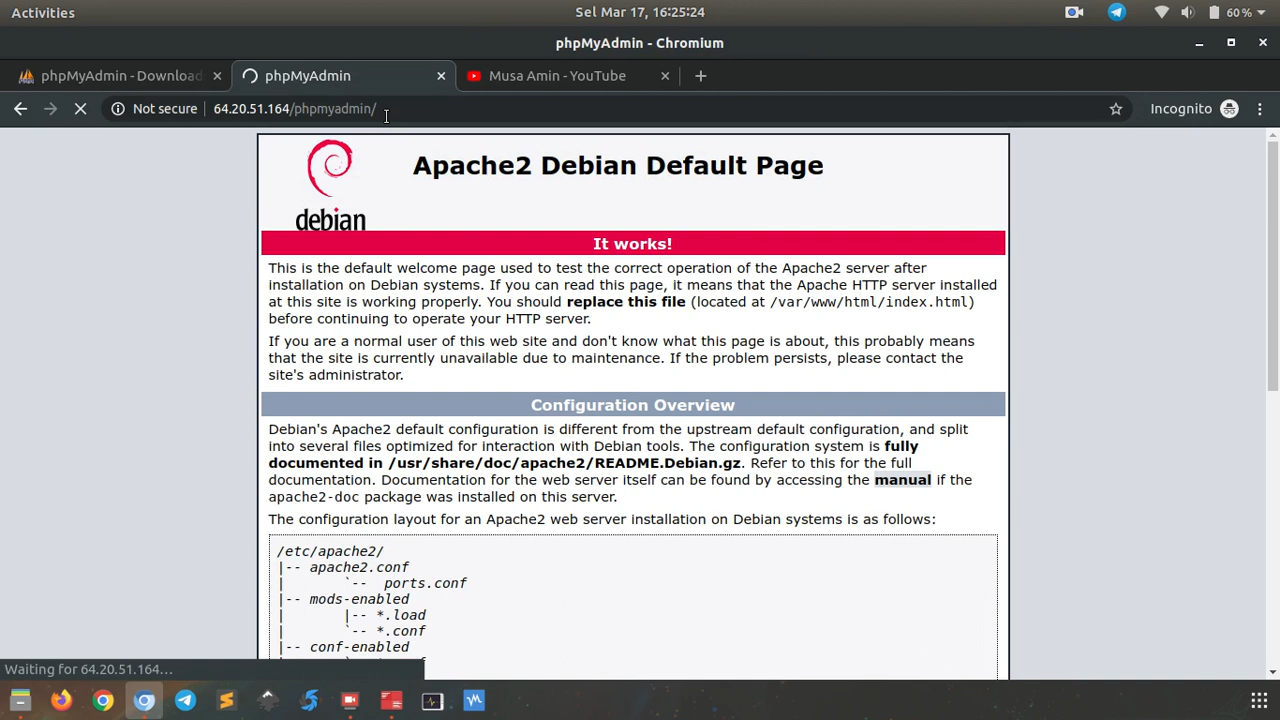 Activities
Sel Mar 17, 16:25:24
60 %
phpMyAdmin - Chromium
phpMyAdmin - Download
phpMyAdmin
Musa Amin - YouTube
Not secure
64.20.51.164/phpmyadmin/
Incognito
debian
Apache2 Debian Default Page
It works!
This is the default welcome page used to test the correct operation of the Apache2 server after
installation on Debian systems. If you can read this page, it means that the Apache HTTP server installed
at this site is working properly. You should replace this file (located at /var/www/html/index.html)
before continuing to operate your HTTP server.
If you are a normal user of this web site and don't know what this page is about, this probably means
that the site is currently unavailable due to maintenance. If the problem persists, please contact the
site's administrator.
Configuration Overview
Debian's Apache2 default configuration is different from the upstream default configuration, and split
into several files optimized for interaction with Debian tools. The configuration system is fully
documented in /usr/share/doc/apache2/README.Debian.gz. Refer to this for the full
documentation. Documentation for the web server itself can be found by accessing the manual if the
apache2-doc package was installed on this server.
The configuration layout for an Apache2 web server installation on Debian systems is as follows:
/etc/apache2/
|-- apache2.conf
|       `--  ports.conf
|-- mods-enabled
|       |-- *.load
|       `-- *.conf
|-- conf-enabled
Waiting for 64.20.51.164…